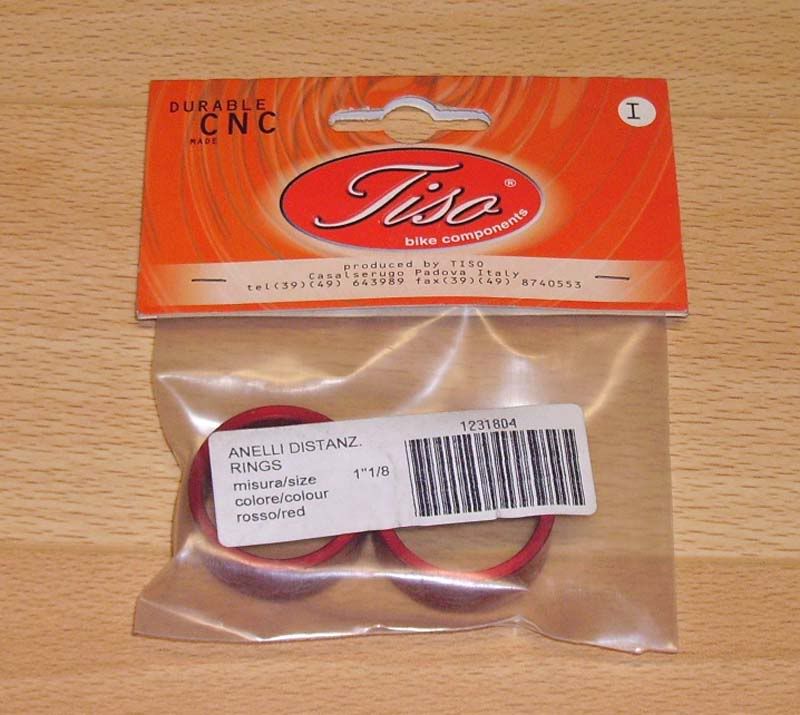 DURABLE
CNC
MADE
I
Tiso®
bike components
produced by TISO
Casalserugo Padova Italy
tel(39)(49) 643989 fax(39)(49) 8740553
ANELLI DISTANZ.
RINGS
misura/size 1"1/8
colore/colour
rosso/red
1231804